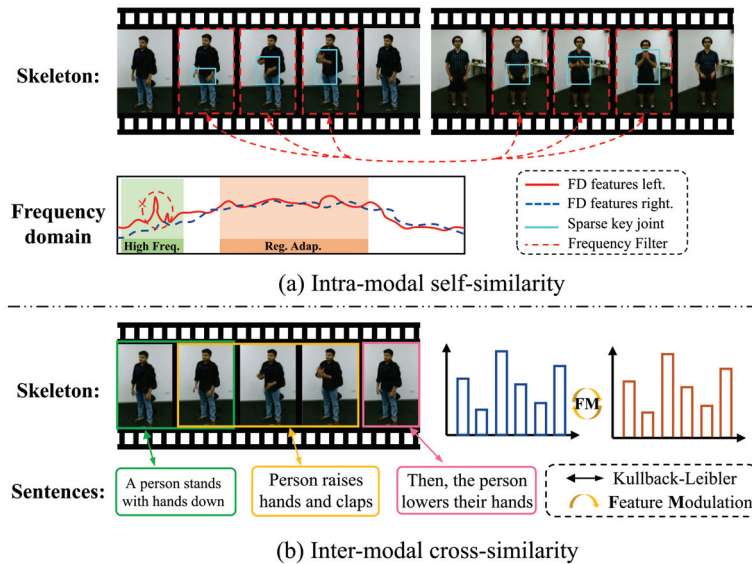 Skeleton:
Frequency
domain
×
High Freq.
Reg. Adap.
FD features left.
FD features right.
Sparse key joint
Frequency Filter
(a) Intra-modal self-similarity
Skeleton:
FM
Sentences:
A person stands
with hands down
Person raises
hands and claps
Then, the person
lowers their hands
Kullback-Leibler
Feature Modulation
(b) Inter-modal cross-similarity